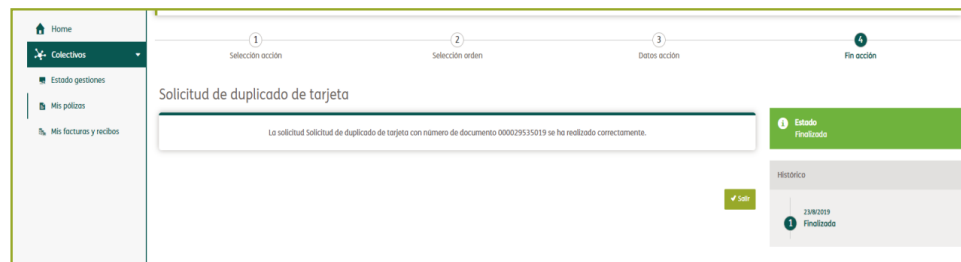 Home
Colectivos
Estado gestiones
Mis pólizas
Mis facturas y recibos
1
Selección acción
2
Selección orden
3
Datos acción
4
Fin acción
Solicitud de duplicado de tarjeta
La solicitud Solicitud de duplicado de tarjeta con número de documento 000029535019 se ha realizado correctamente.
Salir
Estado
Finalizado
Histórico
23/8/2019
1 Finalizada